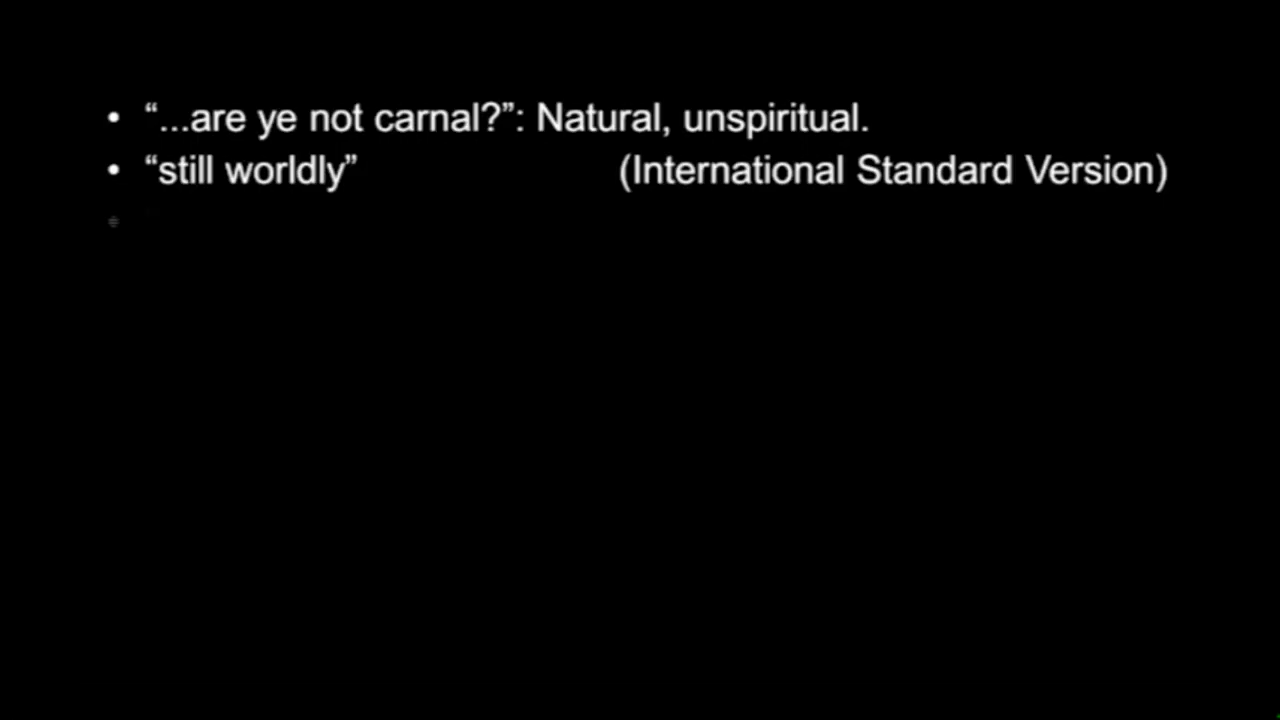 • “...are ye not carnal?”: Natural, unspiritual.
• “still worldly” (International Standard Version)